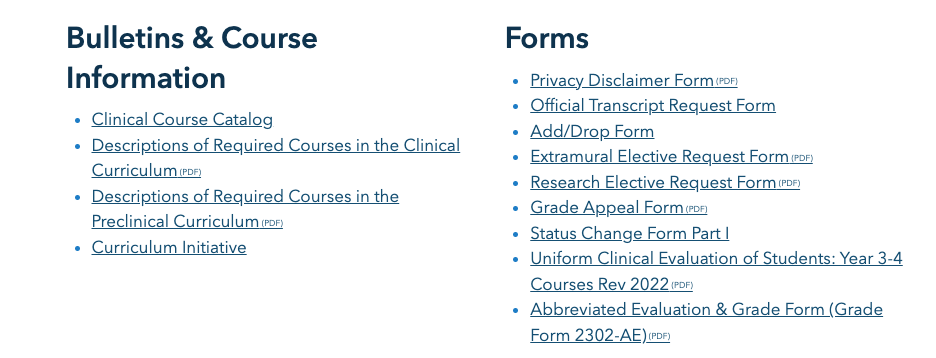 Bulletins & Course
Information
Clinical Course Catalog
Descriptions of Required Courses in the Clinical
Curriculum (PDF)
Descriptions of Required Courses in the
Preclinical Curriculum (PDF)
Curriculum Initiative
Forms
Privacy Disclaimer Form (PDF)
Official Transcript Request Form
Add/Drop Form
Extramural Elective Request Form (PDF)
Research Elective Request Form (PDF)
Grade Appeal Form (PDF)
Status Change Form Part I
Uniform Clinical Evaluation of Students: Year 3-4
Courses Rev 2022 (PDF)
Abbreviated Evaluation & Grade Form (Grade
Form 2302-AE) (PDF)